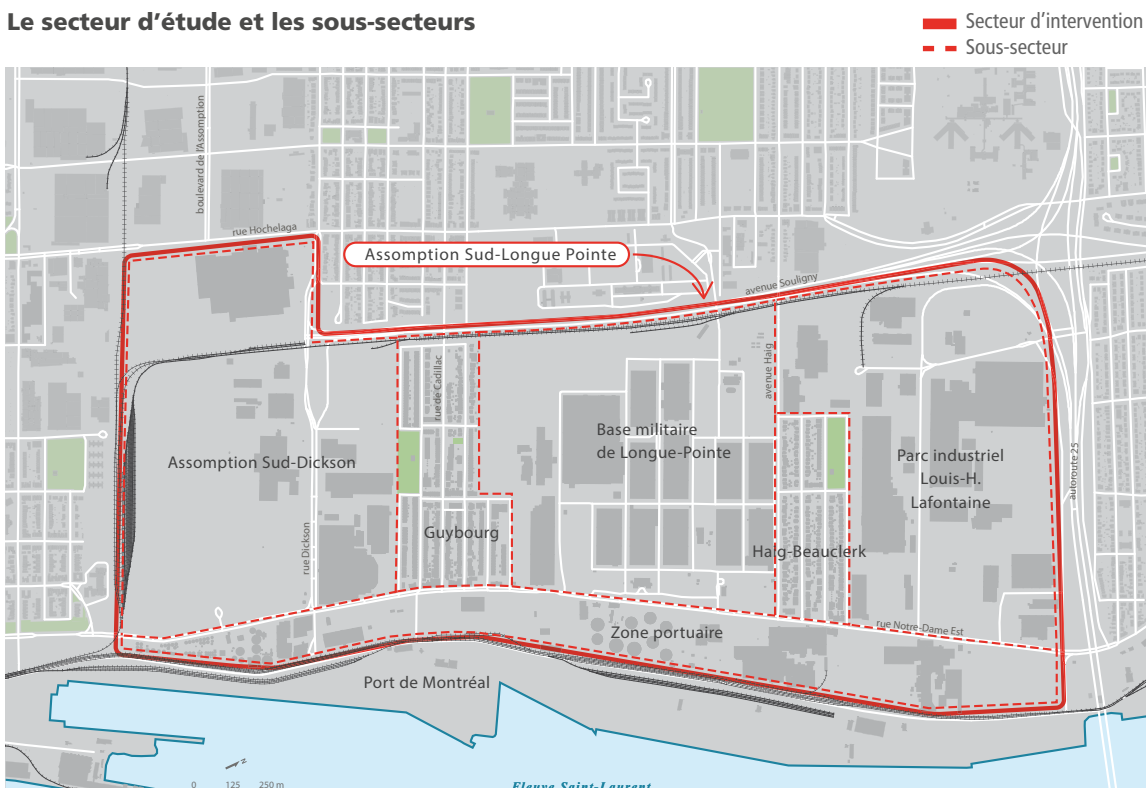 Le secteur d'étude et les sous-secteurs
Secteur d'intervention
Sous-secteur
boulevard de l'Assomption
rue Hochelaga
Assomption Sud-Longue Pointe
avenue Souligny
rue de Cadillac
avenue Haig
Base militaire
de Longue-Pointe
Parc industriel
Louis-H.
Lafontaine
autoroute 25
Assomption Sud-Dickson
rue Dickson
Guybourg
Haig-Beauclerk
Zone portuaire
rue Notre-Dame Est
Port de Montréal
N
0 125 250 m
Fleuve Saint-Laurent